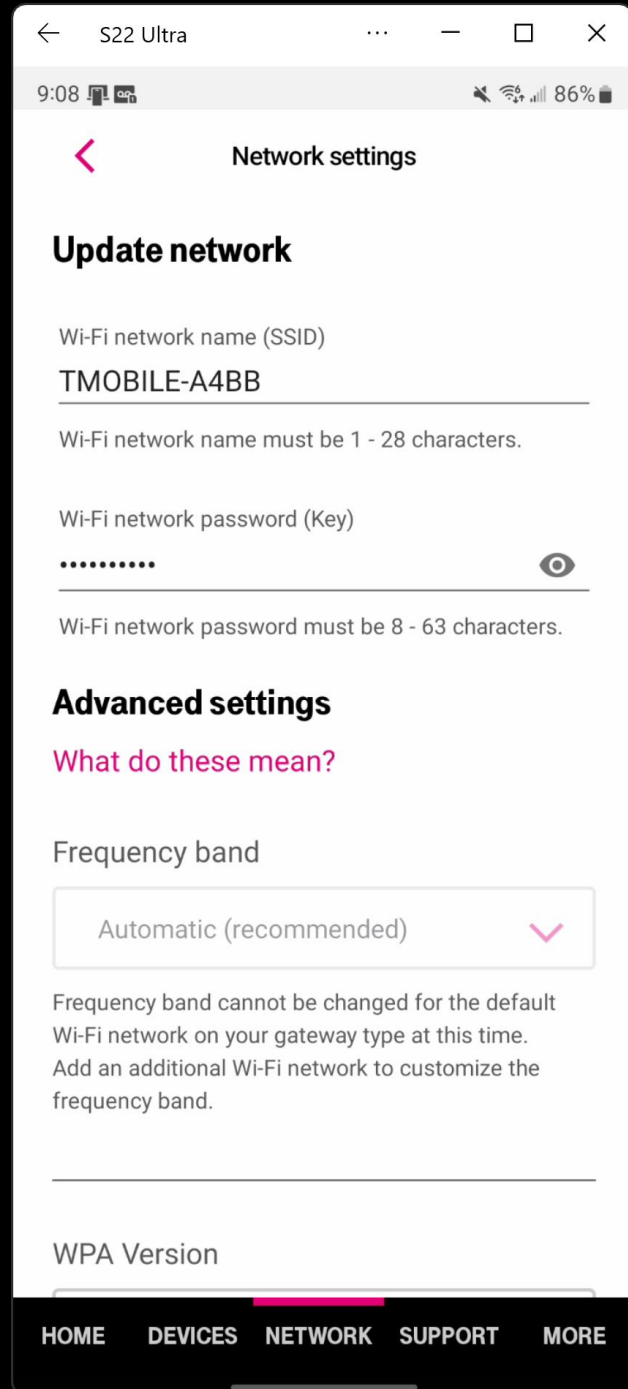 S22 Ultra
9:08
86%
Network settings
Update network
Wi-Fi network name (SSID)
TMOBILE-A4BB
Wi-Fi network name must be 1 - 28 characters.
Wi-Fi network password (Key)
••••••••••
Wi-Fi network password must be 8 - 63 characters.
Advanced settings
What do these mean?
Frequency band
Automatic (recommended)
Frequency band cannot be changed for the default
Wi-Fi network on your gateway type at this time.
Add an additional Wi-Fi network to customize the
frequency band.
WPA Version
HOME DEVICES NETWORK SUPPORT MORE